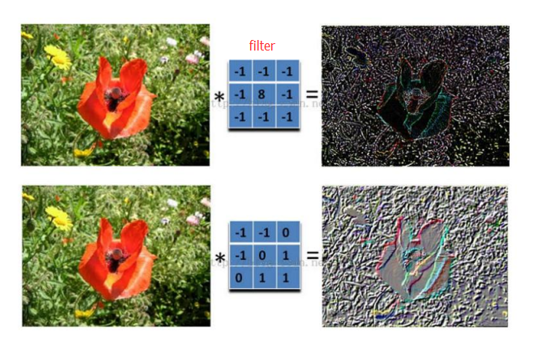 filter
* -1 -1 -1 =
-1 8 -1
-1 -1 -1
* -1 -1 0 =
-1 0 1
0 1 1